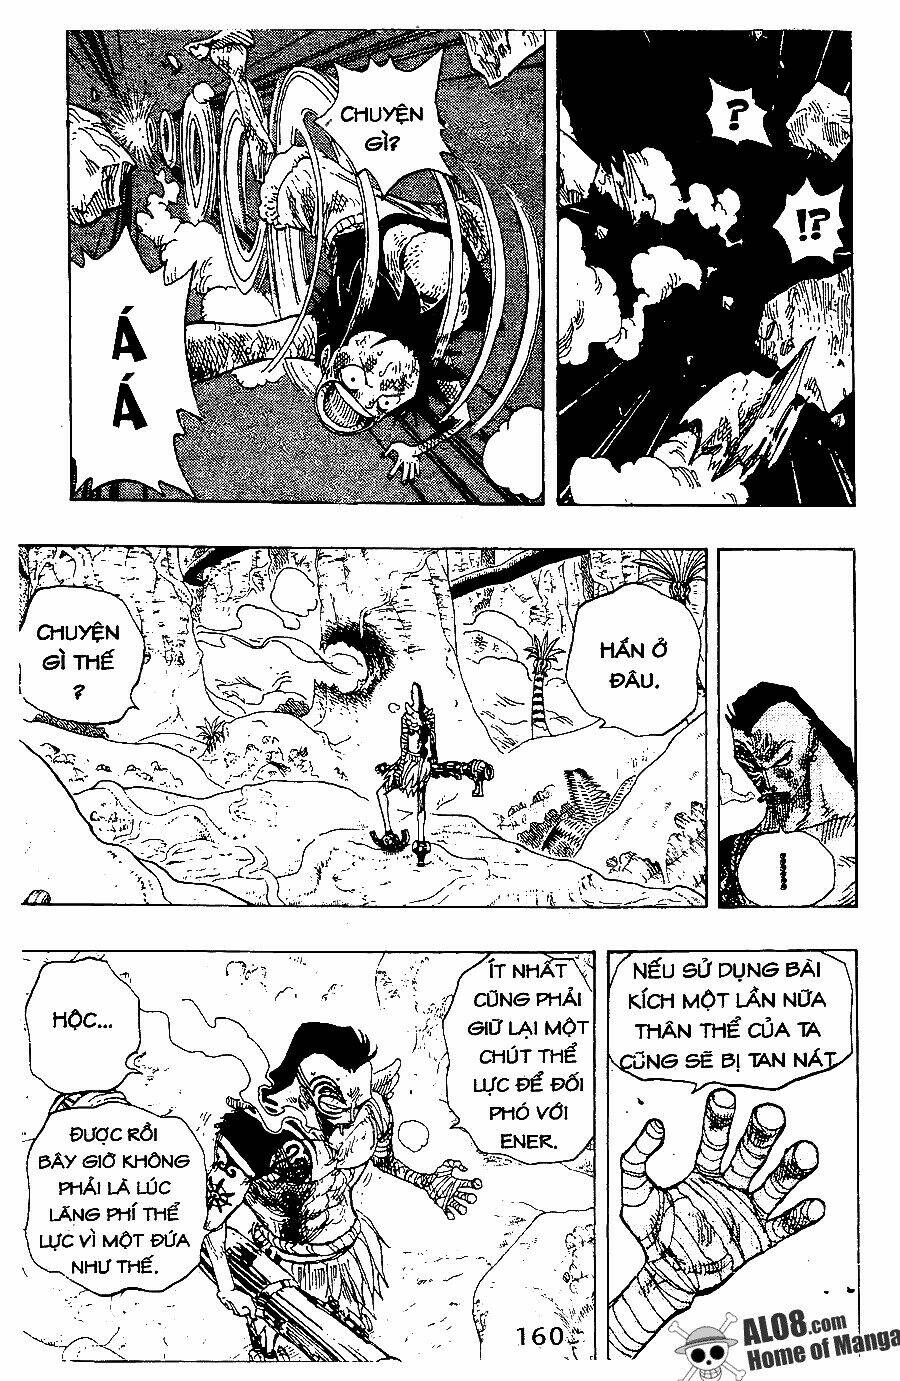 ?
!?
CHUYỆN
GÌ?
Á
Á
......
HẮN Ở
ĐÂU.
CHUYỆN
GÌ THẾ
?
NẾU SỬ DỤNG BÀI
KÍCH MỘT LẦN NỮA
THÂN THỂ CỦA TA
CŨNG SẼ BỊ TAN NÁT
ÍT NHẤT
CŨNG PHẢI
GIỮ LẠI MỘT
CHÚT THỂ
LỰC ĐỂ ĐỐI
PHÓ VỚI
ENER.
HỘC...
ĐƯỢC RỒI
BÂY GIỜ KHÔNG
PHẢI LÀ LÚC
LÃNG PHÍ THỂ
LỰC VÌ MỘT ĐỨA
NHƯ THẾ.
160
ALO8.com
Home of Manga